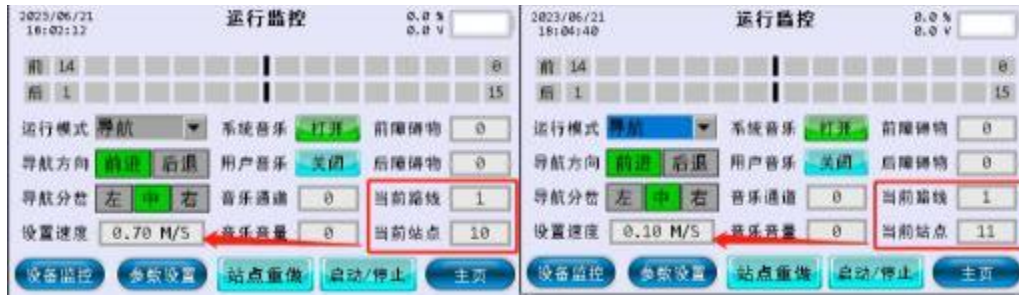 2023/06/21
18:02:12
运行监控
0.0 %
0.0 V
前 14 0
后 1 15
运行模式 导航 系统音乐 打开 前障碍物 0
导航方向 前进 后退 用户音乐 关闭 后障碍物 0
导航分岔 左 中 右 音乐通道 0 当前路线 1
设置速度 0.70 M/S 音乐音量 0 当前站点 10
设备监控 参数设置 站点重做 启动/停止 主页
2023/06/21
18:04:40
运行监控
0.0 %
0.0 V
前 14 0
后 1 15
运行模式 导航 系统音乐 打开 前障碍物 0
导航方向 前进 后退 用户音乐 关闭 后障碍物 0
导航分岔 左 中 右 音乐通道 0 当前路线 1
设置速度 0.10 M/S 音乐音量 0 当前站点 11
设备监控 参数设置 站点重做 启动/停止 主页